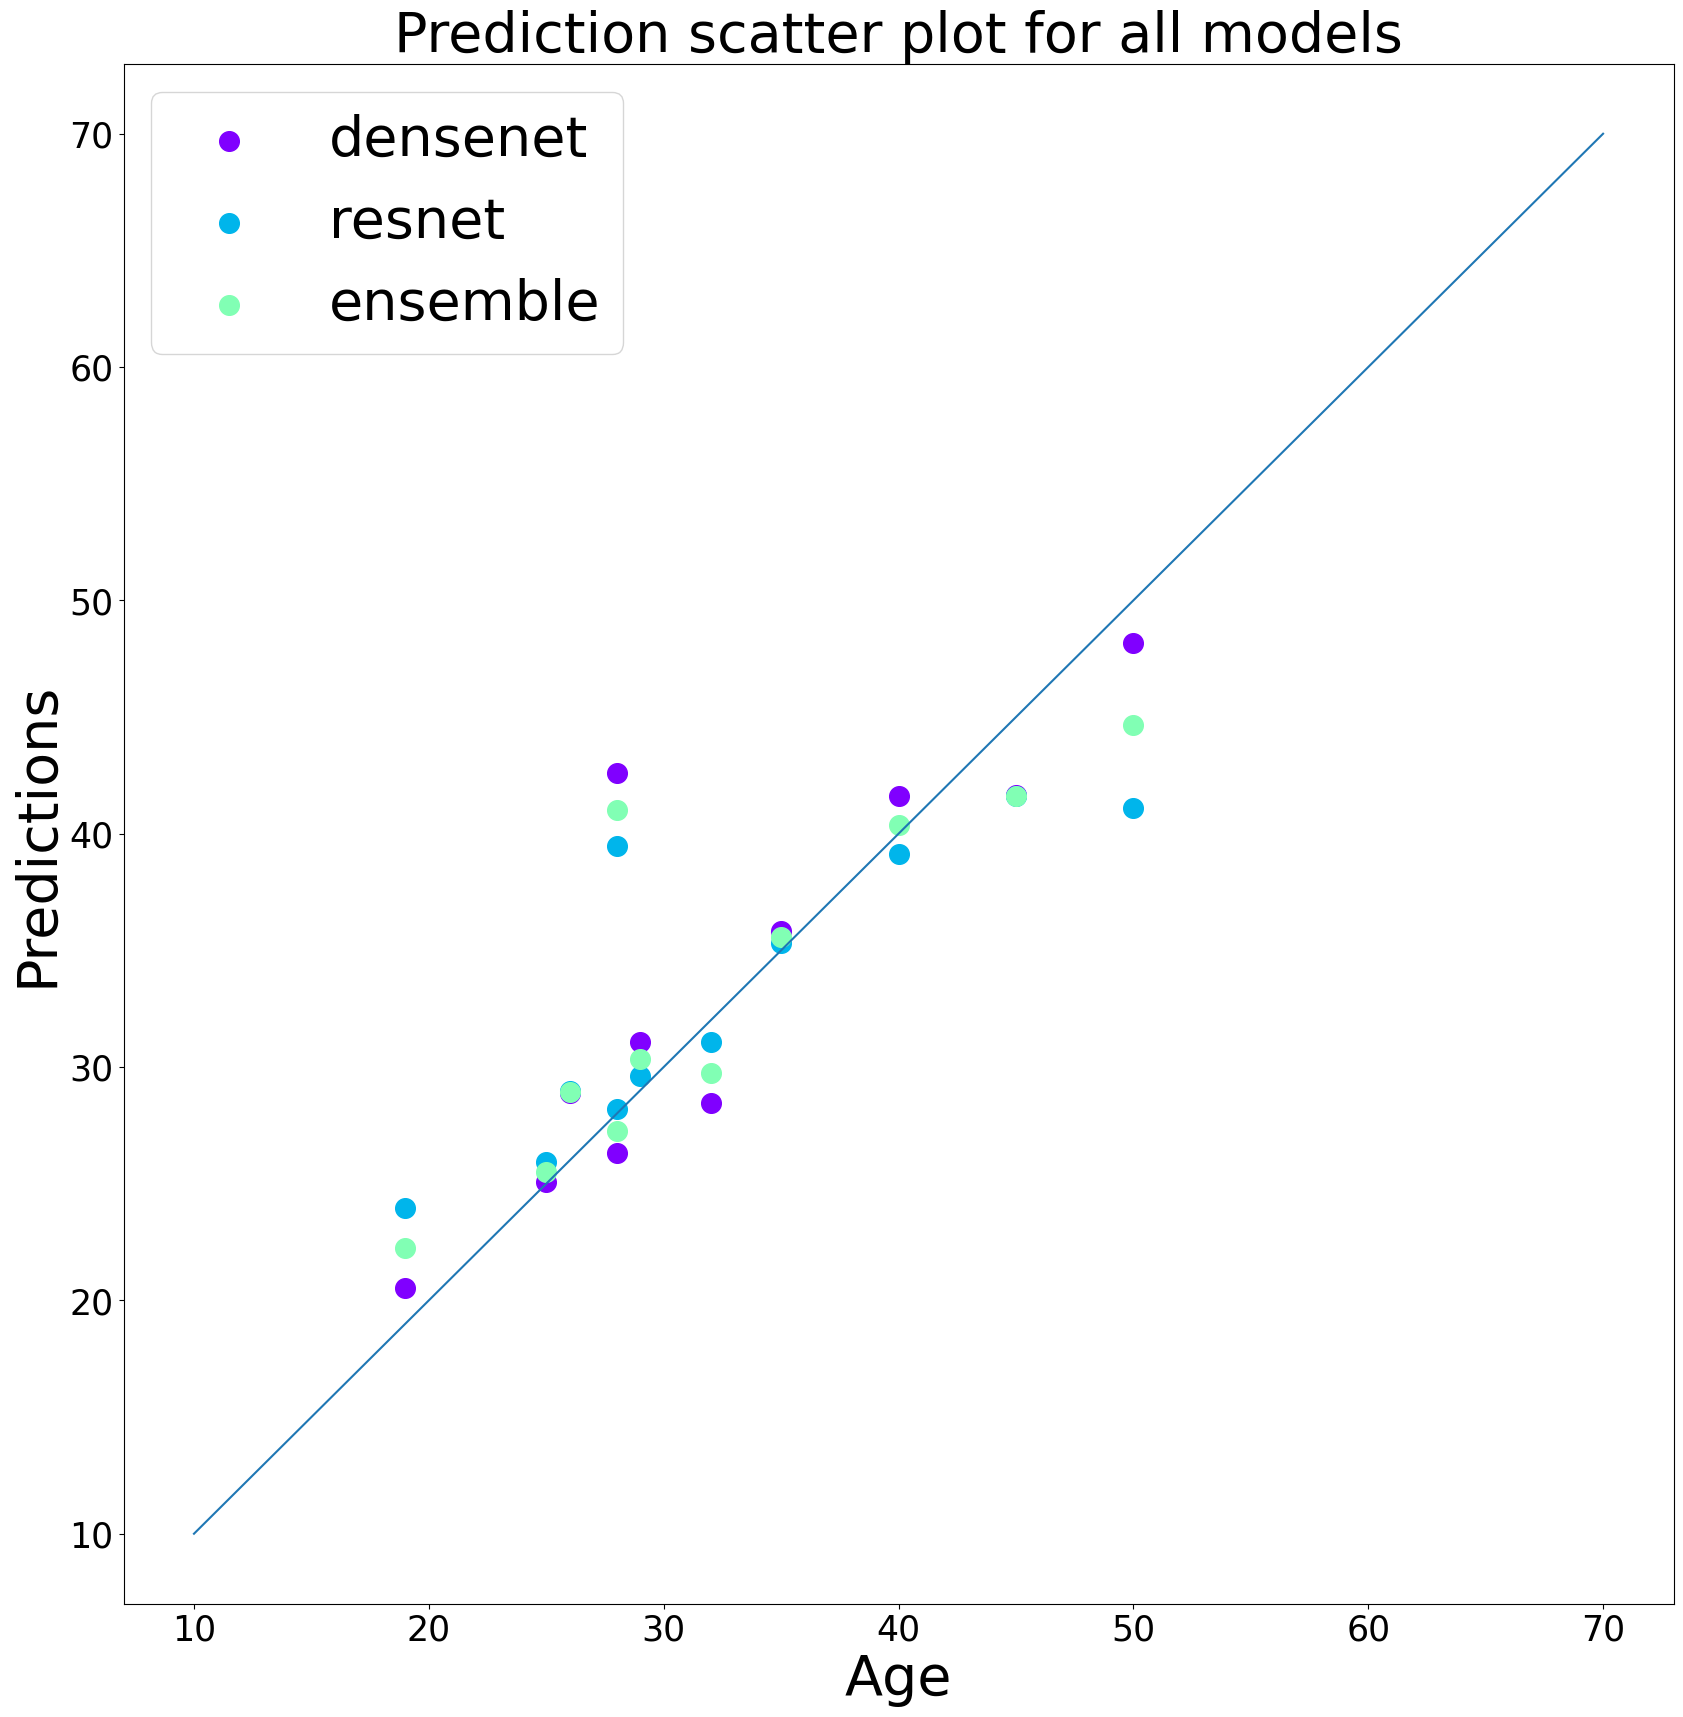 Prediction scatter plot for all models
densenet
resnet
ensemble
70
60
50
40
30
20
10
Predictions
10 20 30 40 50 60 70
Age